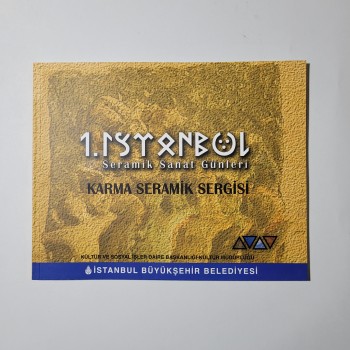 1.İSTANBUL
Seramik Sanat Günleri
KARMA SERAMİK SERGİSİ
KÜLTÜR VE SOSYAL İŞLER DAİRE BAŞKANLIĞI KÜLTÜR MÜDÜRLÜĞÜ
İSTANBUL BÜYÜKŞEHİR BELEDİYESİ